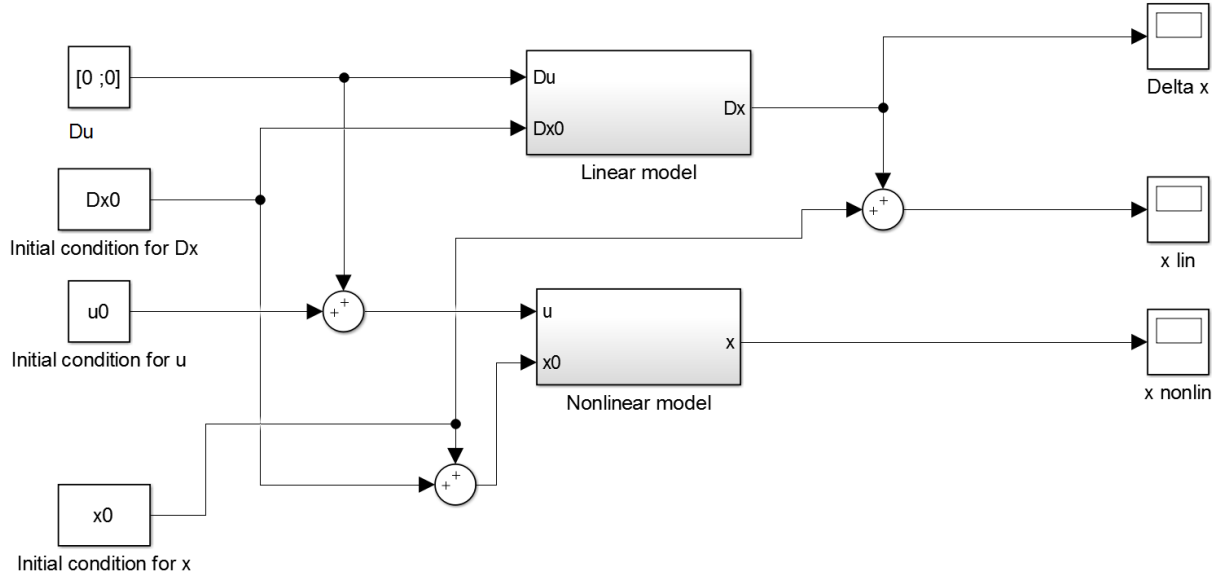 [0 ;0]
Du
Dx0
Initial condition for Dx
u0
Initial condition for u
x0
Initial condition for x
+
+
+
+
Du
Dx0
Dx
Linear model
u
x0
x
Nonlinear model
+
+
Delta x
x lin
x nonlin